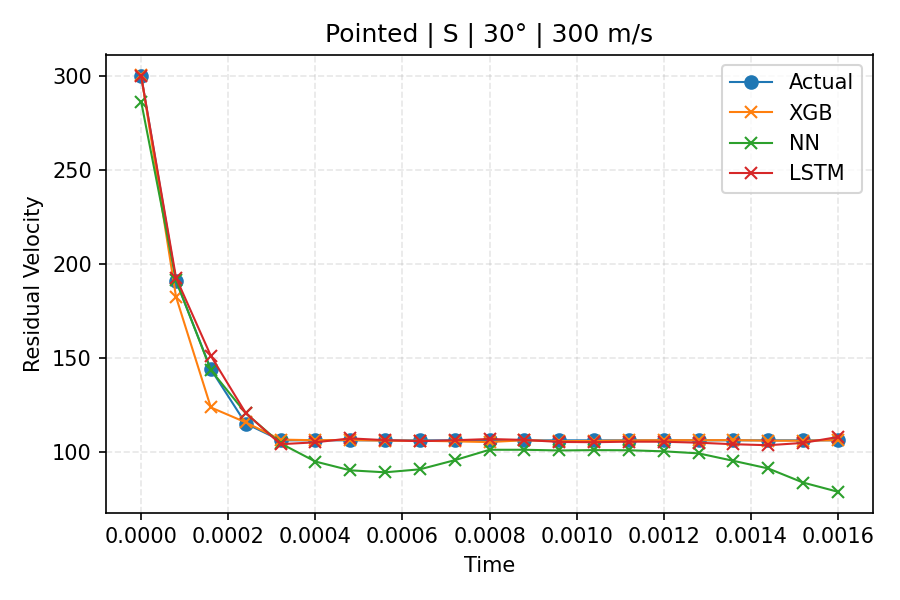 Pointed | S | 30° | 300 m/s
Actual
XGB
NN
LSTM
Residual Velocity
300
250
200
150
100
0.0000 0.0002 0.0004 0.0006 0.0008 0.0010 0.0012 0.0014 0.0016
Time